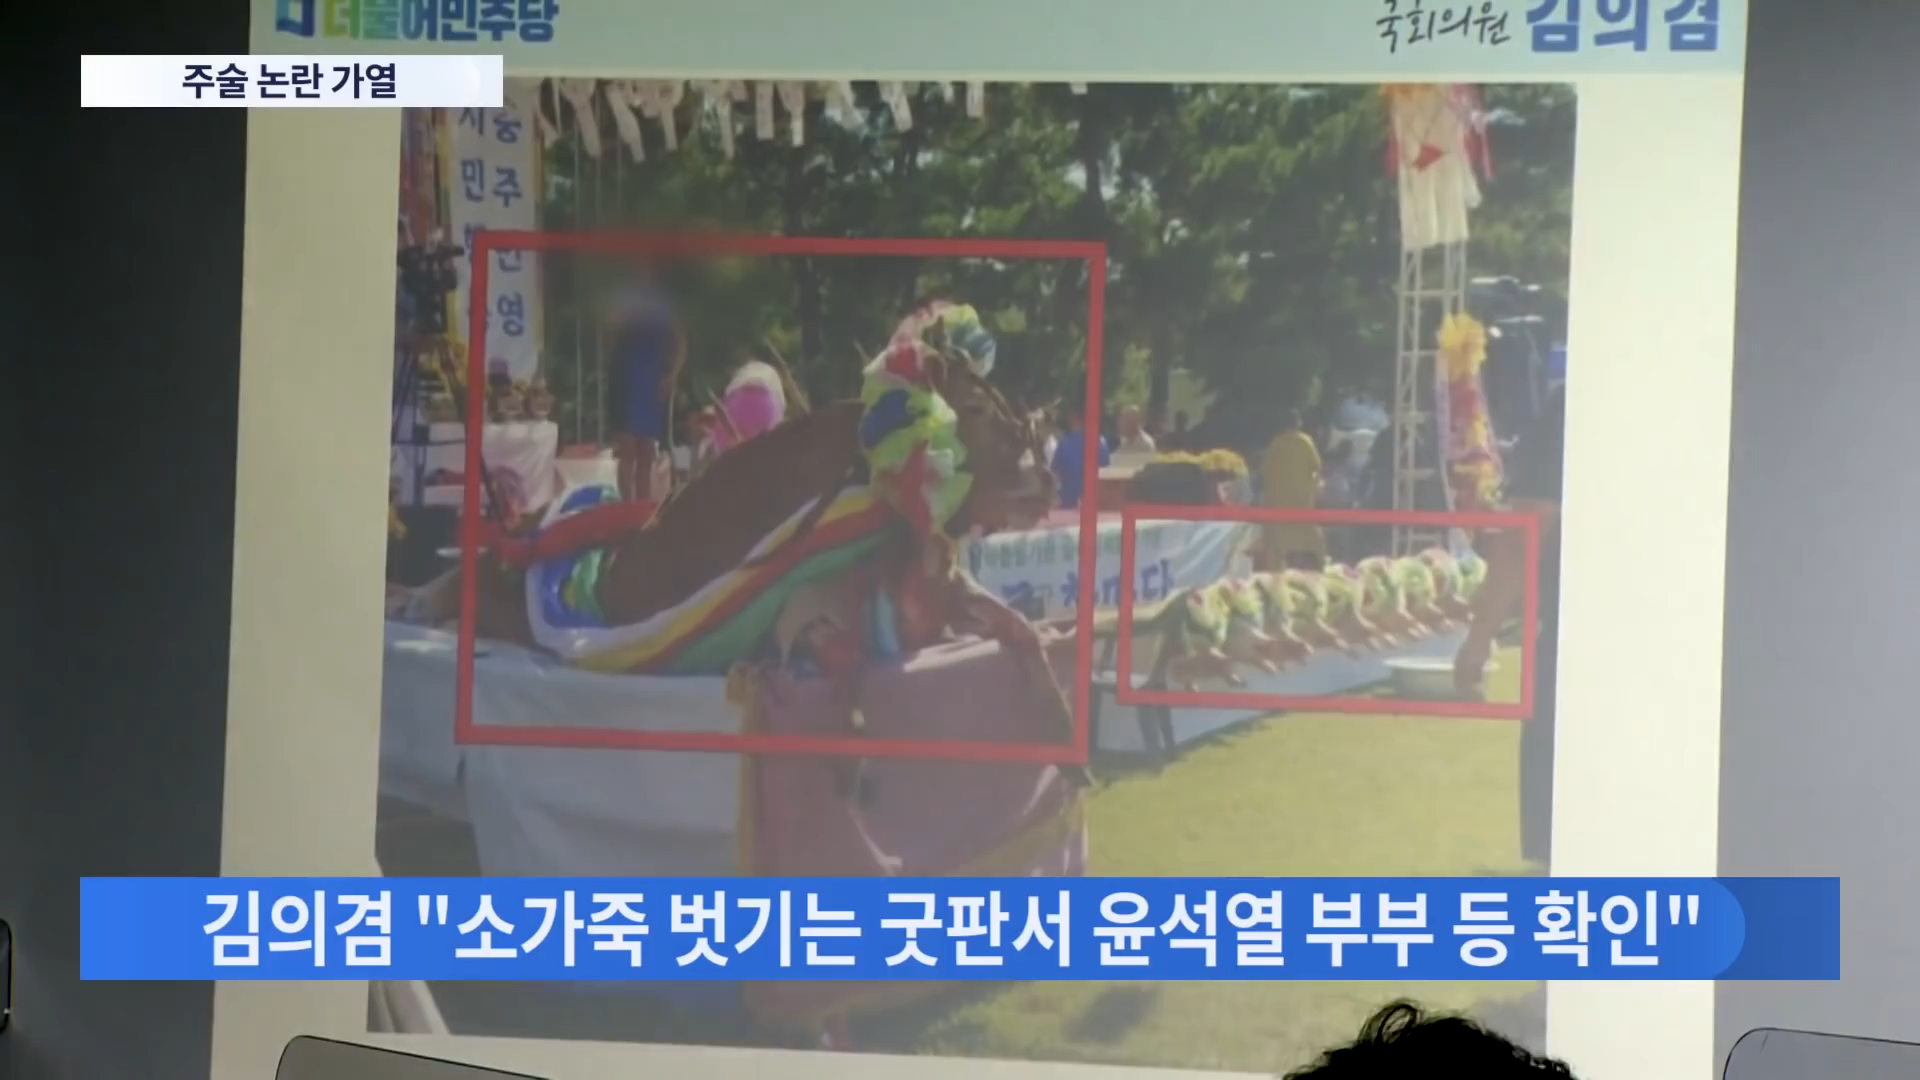 더불어민주당
국회의원 김의겸
주술 논란 가열
김의겸 "소가죽 벗기는 굿판서 윤석열 부부 등 확인"